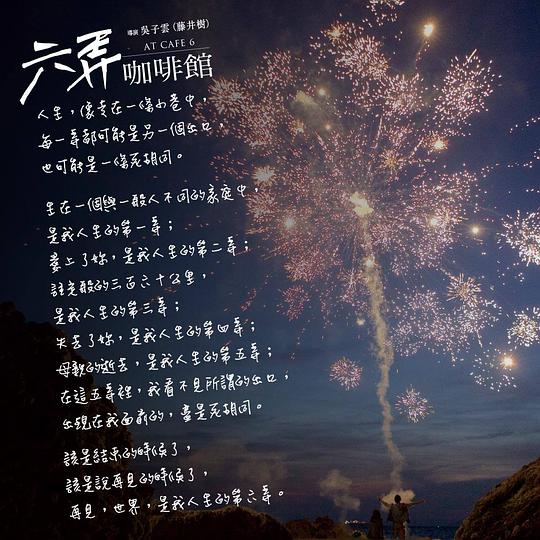 導演 吳子雲(藤井樹)
AT CAFE 6
六弄咖啡館
人生,像走在一條小巷中,
每一弄都可能是另一個出口,
也可能是一條死胡同。
生在一個與一般人不同的家庭中,
是我人生的第一弄;
愛上了妳,是我人生的第二弄;
註定般的三百六十公里,
是我人生的第三弄;
失去了妳,是我人生的第四弄;
母親的逝去,是我人生的第五弄;
在這五弄裡,我看不見所謂的出口,
出現在我面前的,盡是死胡同。
該是結束的時候了,
該是說再見的時候了,
再見,世界,是我人生的第六弄。